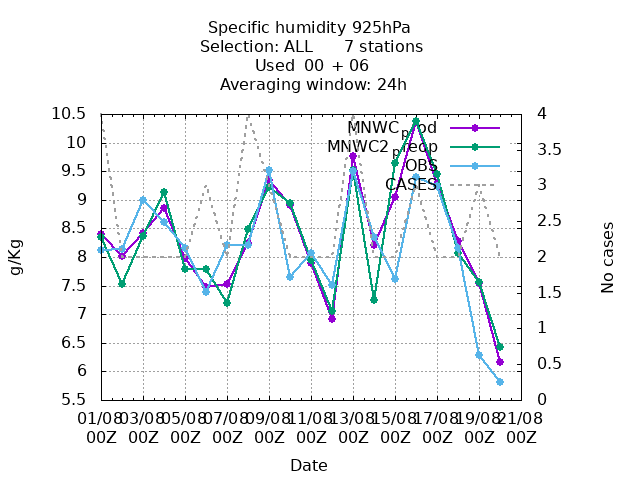 Specific humidity 925hPa
Selection: ALL 7 stations
Used 00 + 06
Averaging window: 24h
10.5 4
MNWC_prod
10 MNWC2_preop 3.5
9.5 OBS
CASES 3
9
8.5 2.5
8 2
7.5 1.5
7 1
6.5
6 0.5
5.5 0
g/Kg
No cases
01/08 03/08 05/08 07/08 09/08 11/08 13/08 15/08 17/08 19/08 21/08
00Z 00Z 00Z 00Z 00Z 00Z 00Z 00Z 00Z 00Z 00Z
Date